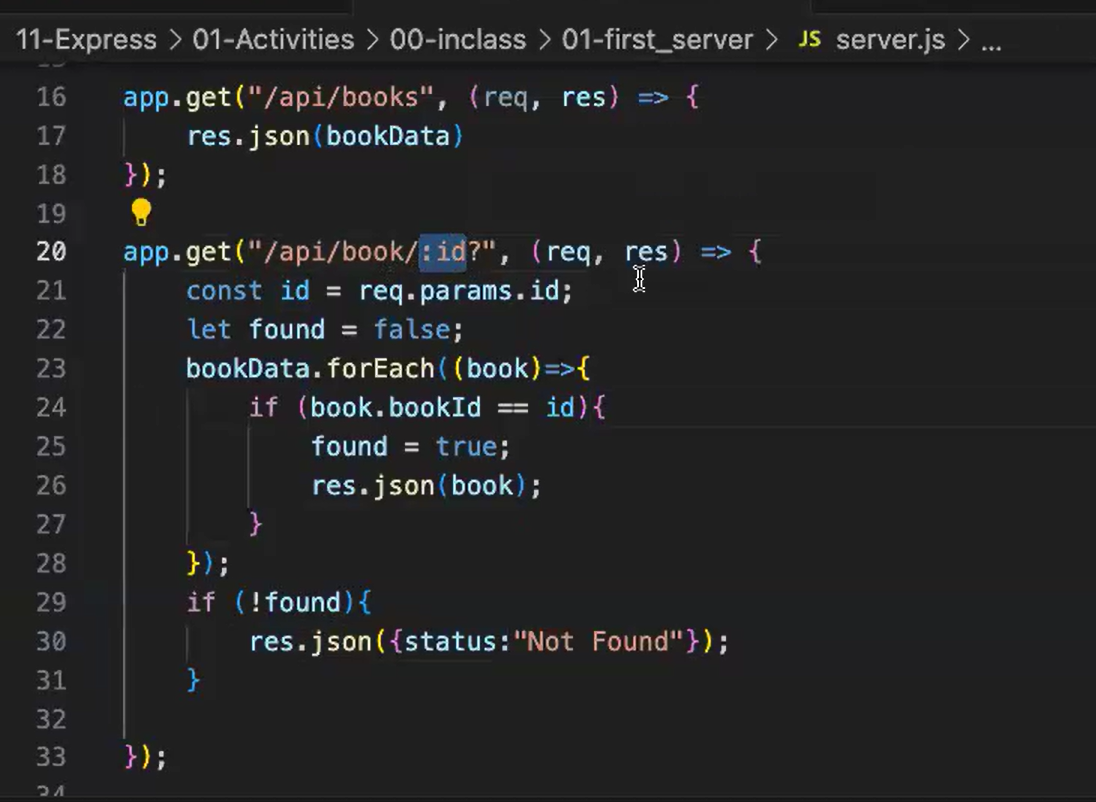 11-Express > 01-Activities > 00-inclass > 01-first_server > JS server.js > ...
16 app.get("/api/books", (req, res) => {
17     res.json(bookData)
18 });
19
20 app.get("/api/book/:id?", (req, res) => {
21     const id = req.params.id;
22     let found = false;
23     bookData.forEach((book)=>{
24         if (book.bookId == id){
25             found = true;
26             res.json(book);
27         }
28     });
29     if (!found){
30         res.json({status:"Not Found"});
31     }
32
33 });